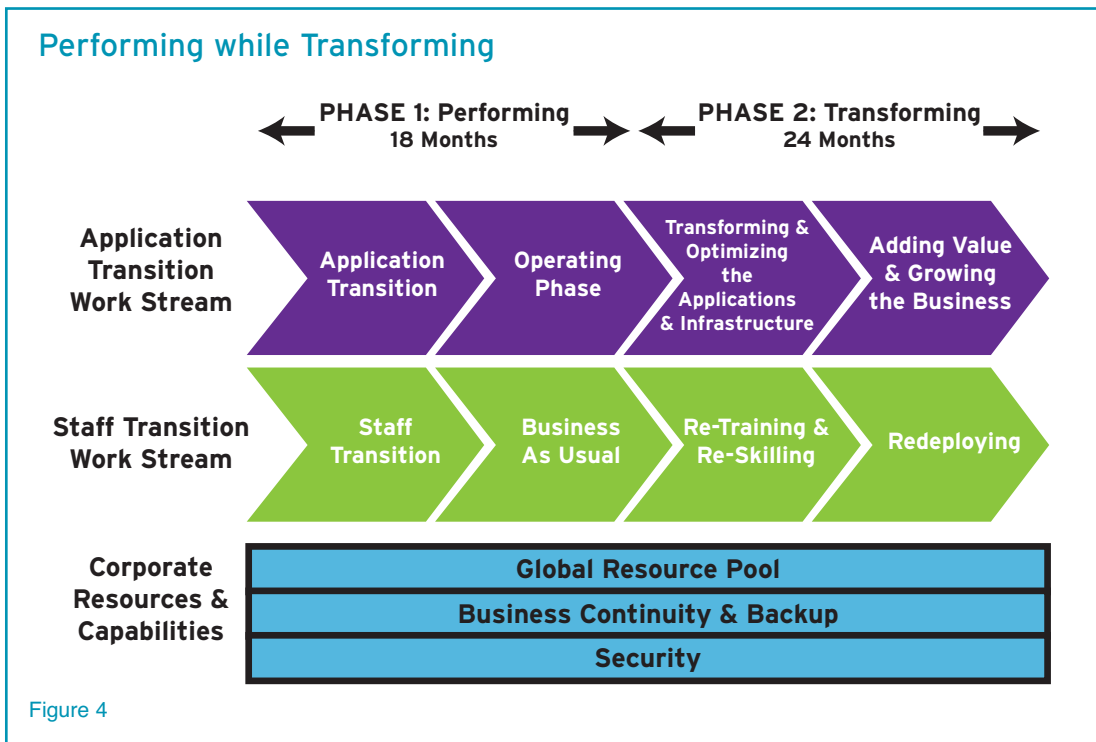 Performing while Transforming
PHASE 1: Performing
18 Months
PHASE 2: Transforming
24 Months
Application
Transition
Work Stream
Application
Transition
Operating
Phase
Transforming &
Optimizing
the
Applications
& Infrastructure
Adding Value
& Growing
the Business
Staff Transition
Work Stream
Staff
Transition
Business
As Usual
Re-Training &
Re-Skilling
Redeploying
Corporate
Resources &
Capabilities
Global Resource Pool
Business Continuity & Backup
Security
Figure 4